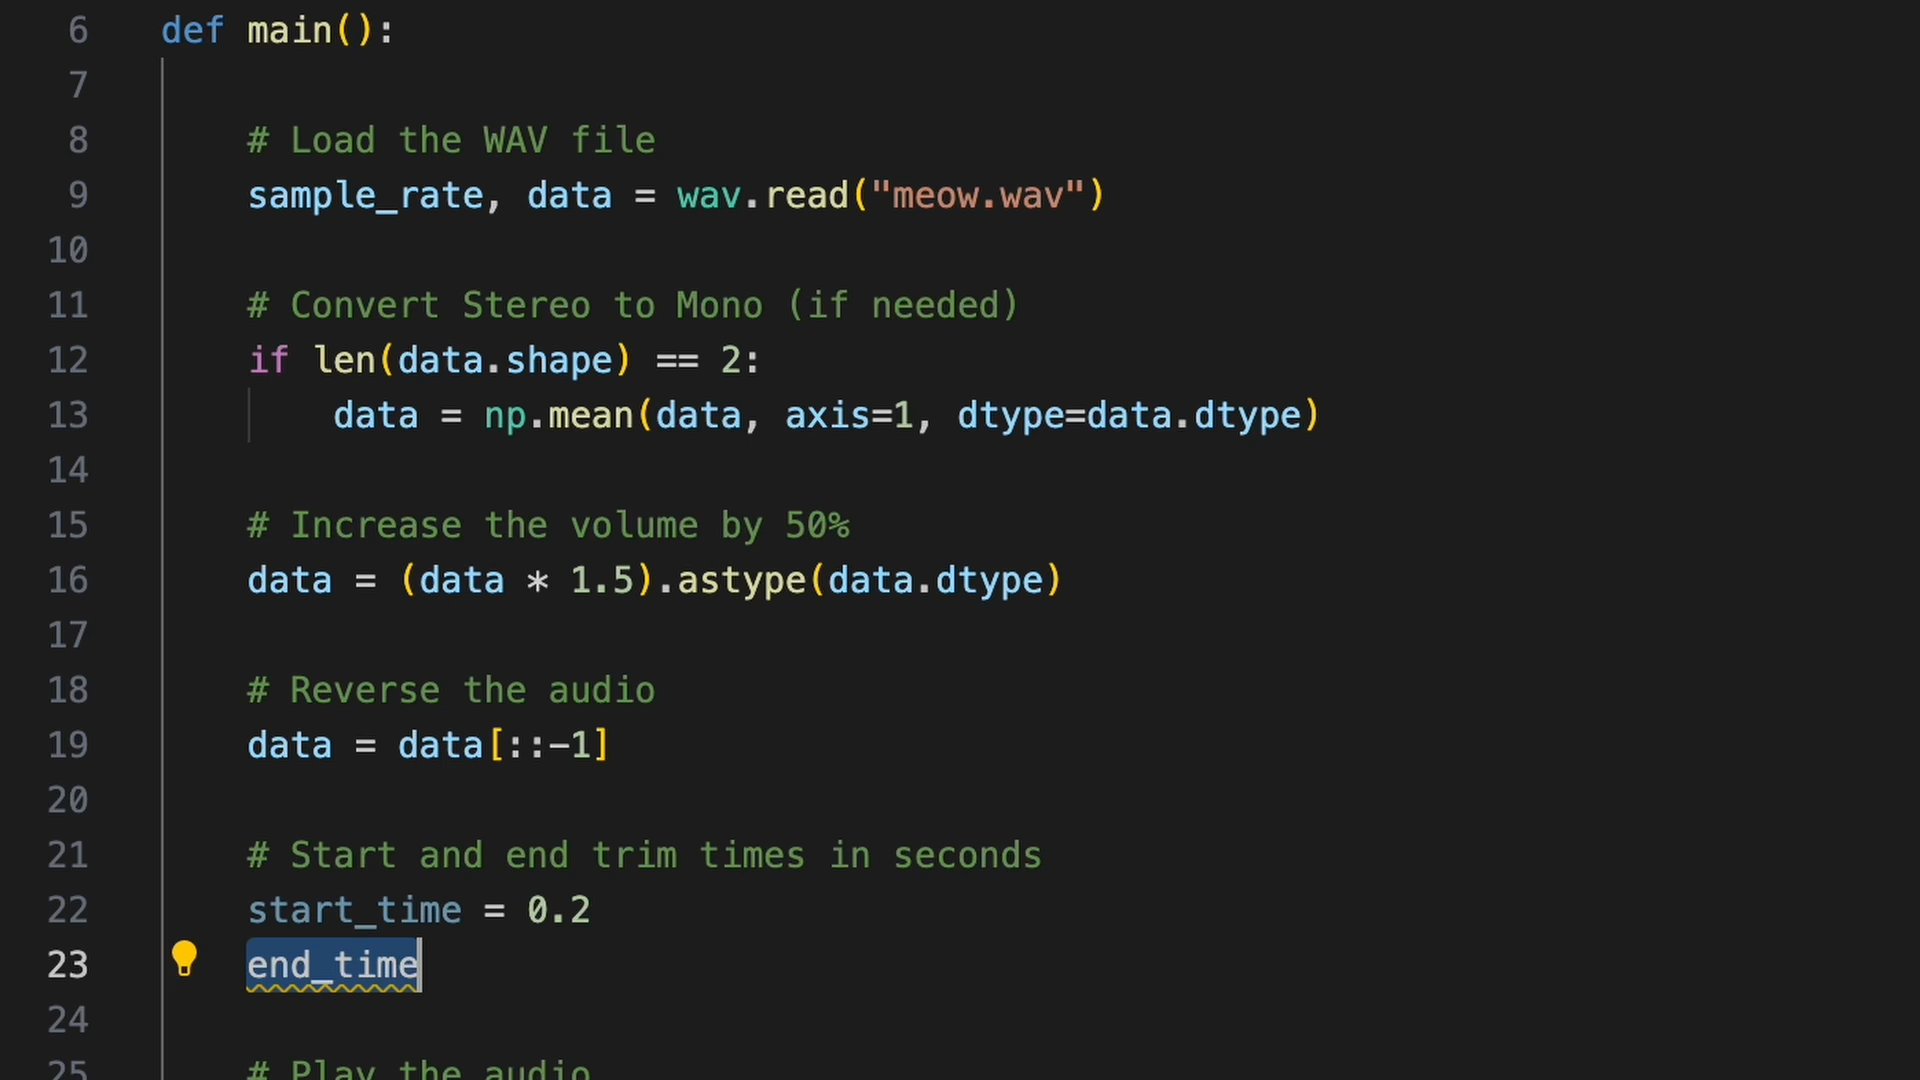 6 def main():
7
8 # Load the WAV file
9 sample_rate, data = wav.read("meow.wav")
10
11 # Convert Stereo to Mono (if needed)
12 if len(data.shape) == 2:
13 data = np.mean(data, axis=1, dtype=data.dtype)
14
15 # Increase the volume by 50%
16 data = (data * 1.5).astype(data.dtype)
17
18 # Reverse the audio
19 data = data[::-1]
20
21 # Start and end trim times in seconds
22 start_time = 0.2
23 end_time
24
25 # Play the audio